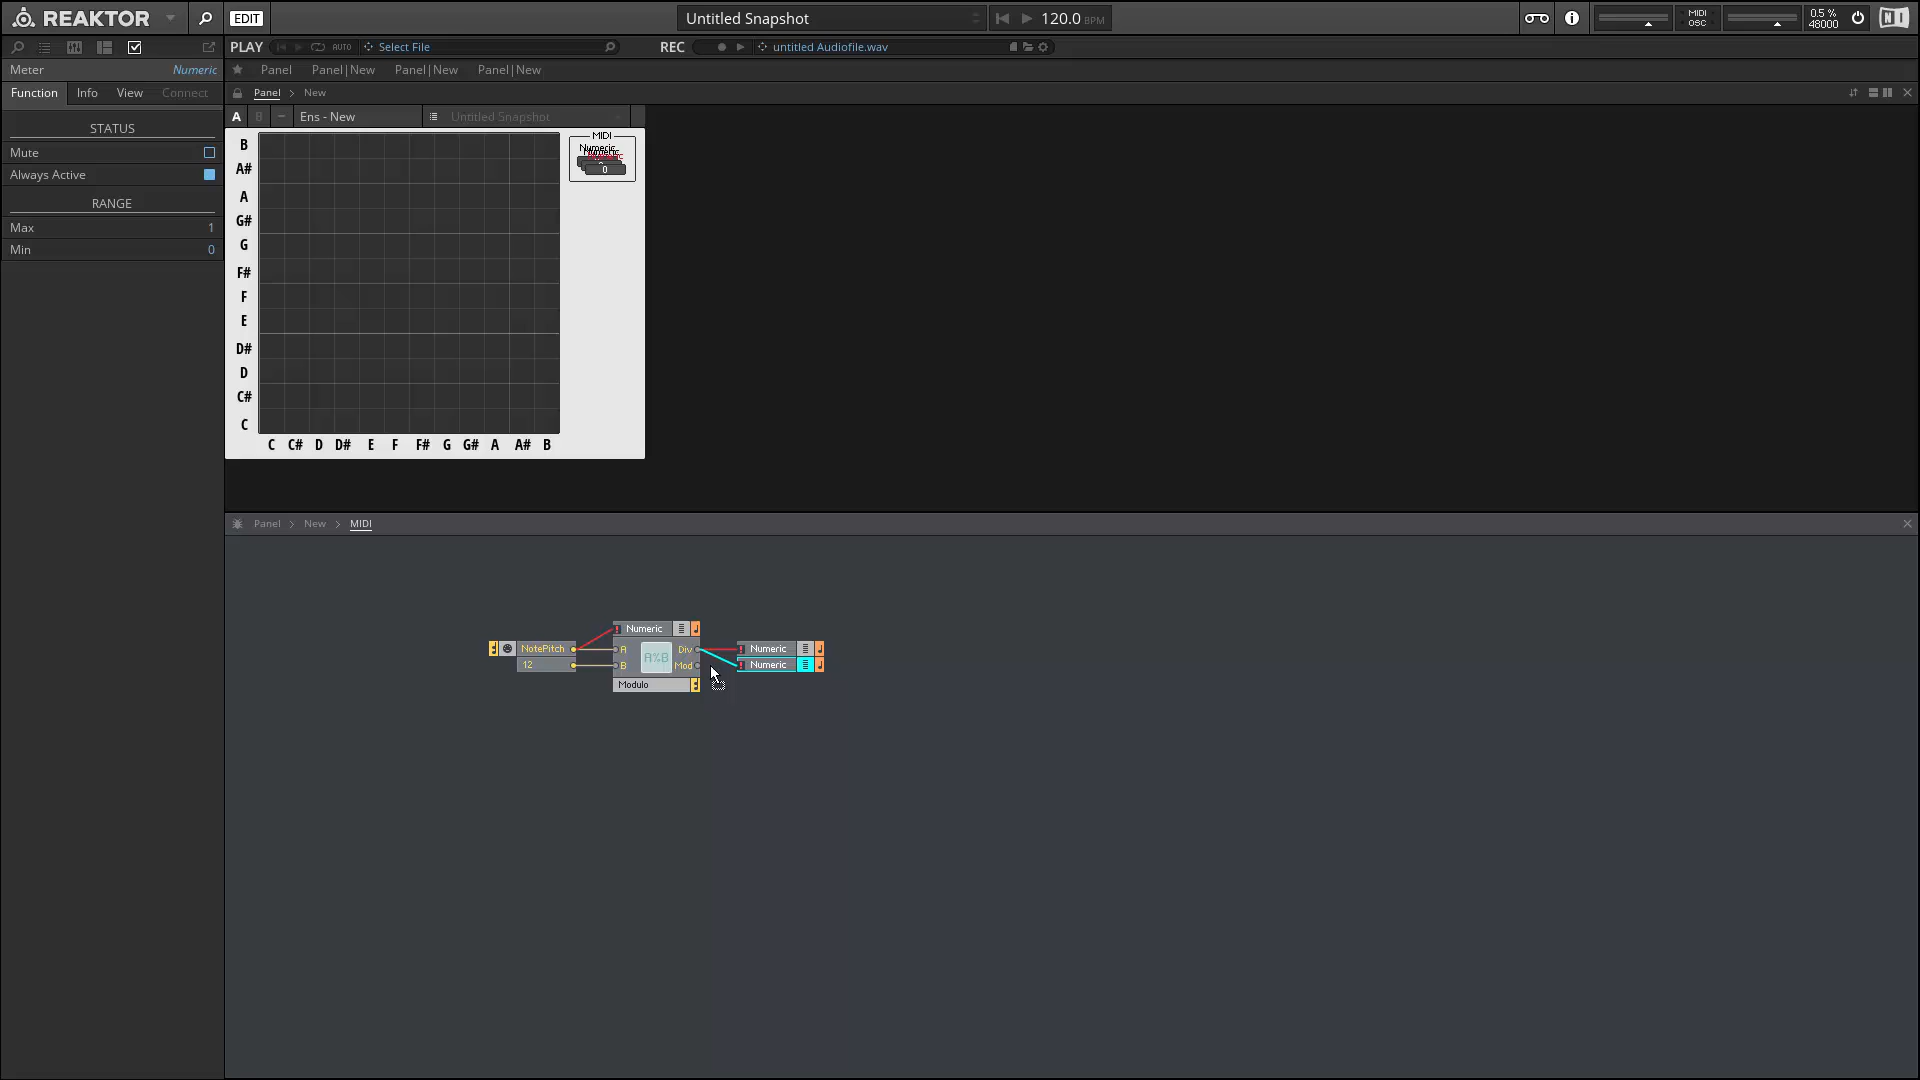 REAKTOR
EDIT
Untitled Snapshot
120.0 BPM
MIDI
OSC
0.5 %
48000
NI
PLAY
AUTO
Select File
REC
untitled Audiofile.wav
Meter
Numeric
Panel
Panel|New
Panel|New
Panel|New
Function
Info
View
Connect
Panel > New
STATUS
Mute
Always Active
RANGE
Max 1
Min 0
A
B
Ens - New
Untitled Snapshot
B
A#
A
G#
G
F#
F
E
D#
D
C#
C
C C# D D# E F F# G G# A A# B
MIDI
Numeric
Numeric
0
Panel > New > MIDI
Numeric
NotePitch
12
A
B
A%B
Div
Mod
Modulo
Numeric
Numeric